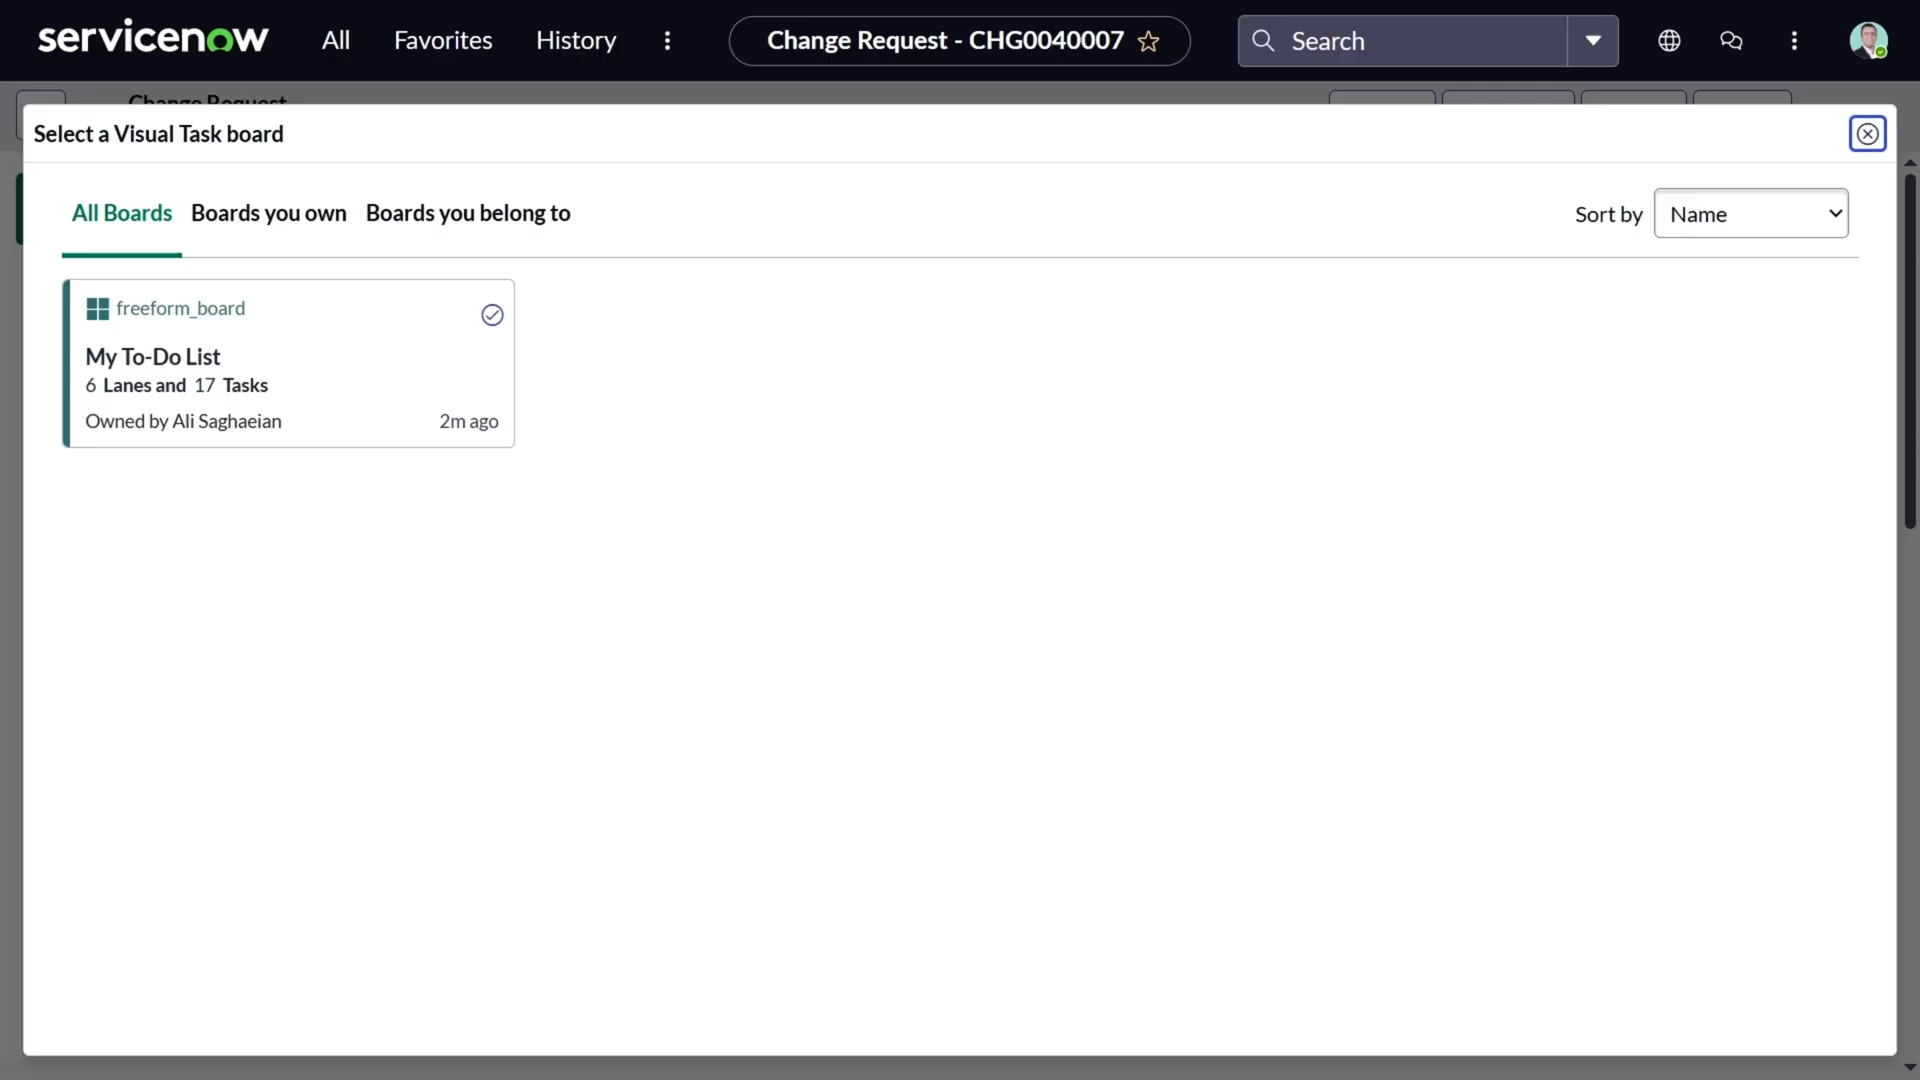 servicenow
All
Favorites
History
Change Request - CHG0040007
Search
Change Request
Select a Visual Task board
All Boards
Boards you own
Boards you belong to
Sort by
Name
freeform_board
My To-Do List
6 Lanes and 17 Tasks
Owned by Ali Saghaeian
2m ago